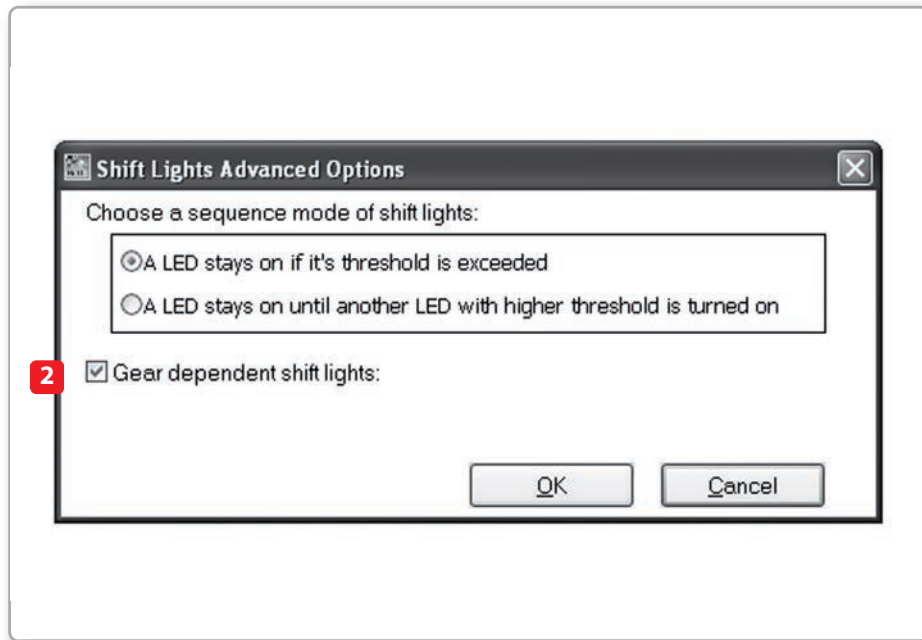 Shift Lights Advanced Options
Choose a sequence mode of shift lights:
A LED stays on if it's threshold is exceeded
A LED stays on until another LED with higher threshold is turned on
2 Gear dependent shift lights:
OK Cancel